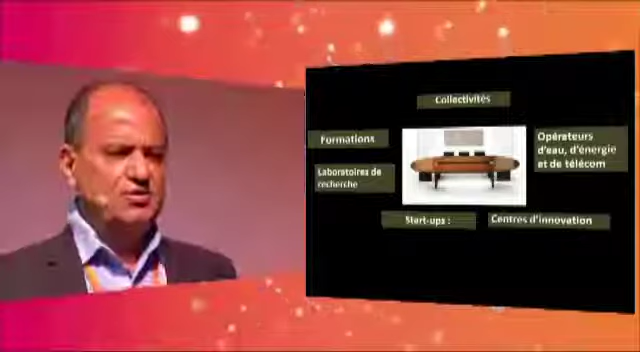 Collectivités
Formations
Opérateurs
d'eau, d'énergie
et de télécom
Laboratoires de
recherche
Start-ups :
Centres d'innovation